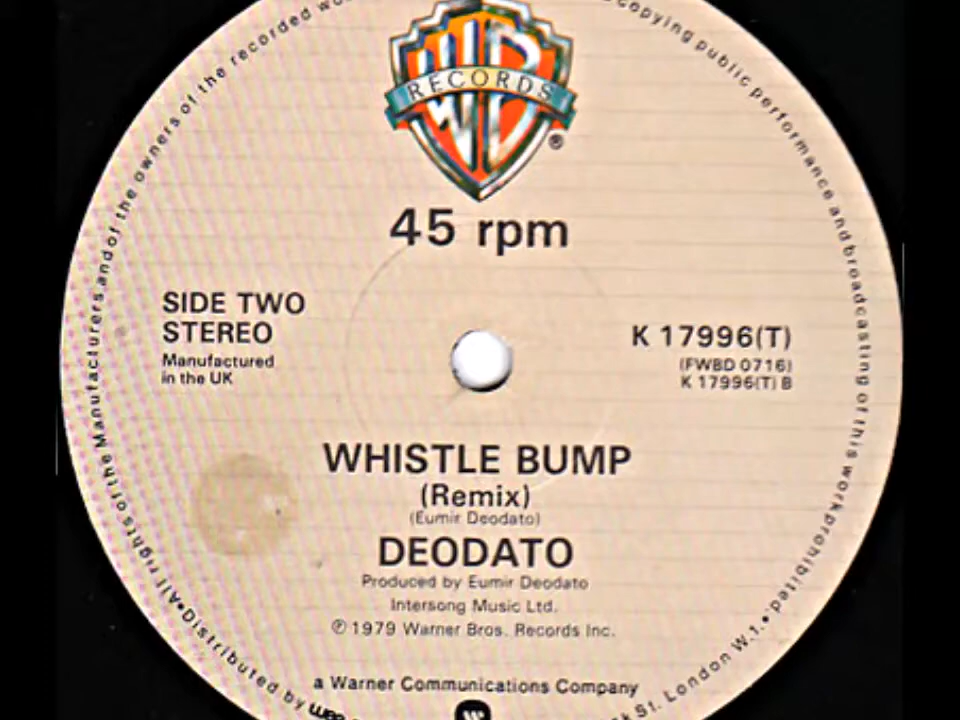 WB
RECORDS
®
45 rpm
SIDE TWO
STEREO
Manufactured
in the UK
K 17996(T)
(FWBD 0716)
K 17996(T) B
WHISTLE BUMP
(Remix)
(Eumir Deodato)
DEODATO
Produced by Eumir Deodato
Intersong Music Ltd.
℗ 1979 Warner Bros. Records Inc.
a Warner Communications Company
All rights of the Manufacturers and of the owners of the recorded
copying public performance and broadcasting of this work prohibited.
St. London W.1.•
•Distributed by wea